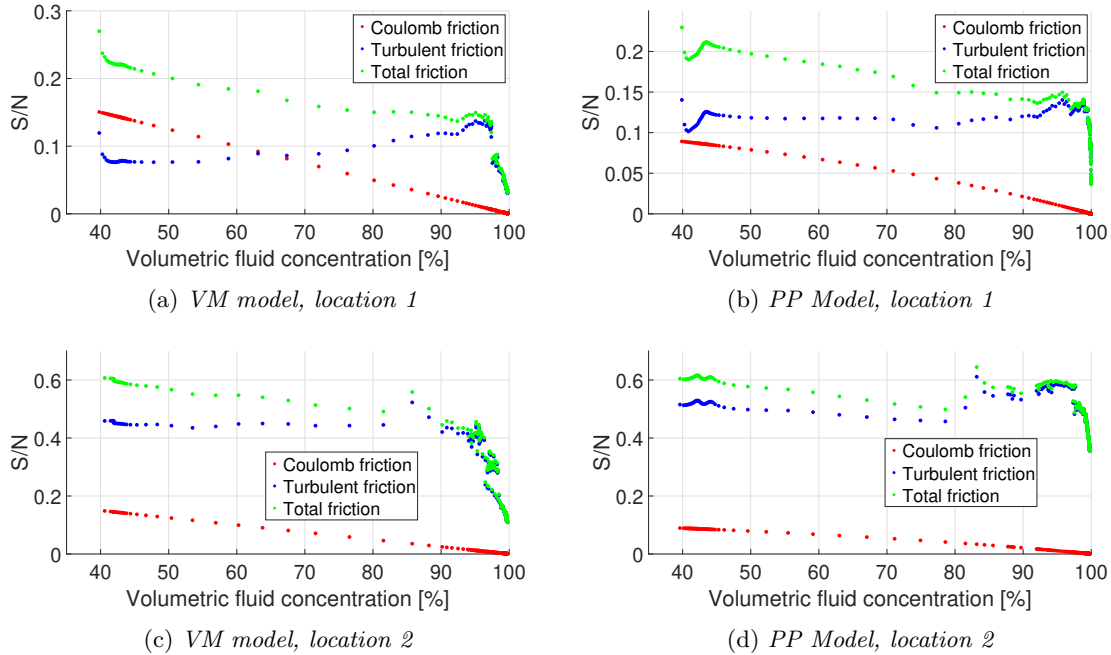 0.3
0.2
0.1
0
S/N
Coulomb friction
Turbulent friction
Total friction
40 50 60 70 80 90 100
Volumetric fluid concentration [%]
(a) VM model, location 1
0.2
0.15
0.1
0.05
0
S/N
Coulomb friction
Turbulent friction
Total friction
40 50 60 70 80 90 100
Volumetric fluid concentration [%]
(b) PP Model, location 1
0.6
0.4
0.2
0
S/N
Coulomb friction
Turbulent friction
Total friction
40 50 60 70 80 90 100
Volumetric fluid concentration [%]
(c) VM model, location 2
0.6
0.4
0.2
0
S/N
Coulomb friction
Turbulent friction
Total friction
40 50 60 70 80 90 100
Volumetric fluid concentration [%]
(d) PP Model, location 2